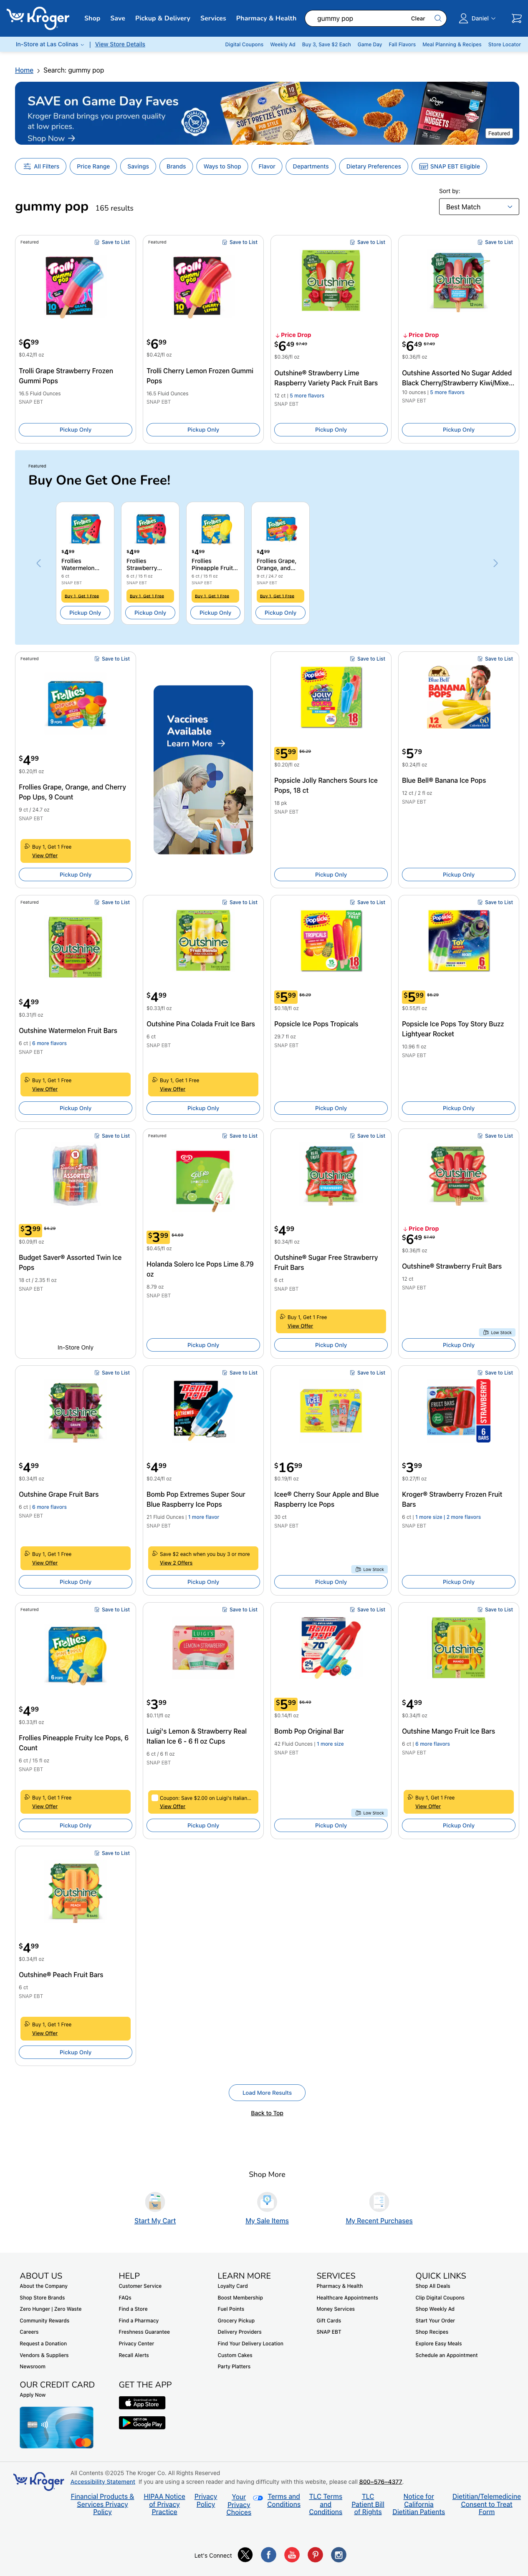 Kroger
Shop
Save
Pickup & Delivery
Services
Pharmacy & Health
gummy pop
Clear
Daniel
In-Store at Las Colinas
|
View Store Details
Digital Coupons
Weekly Ad
Buy 3, Save $2 Each
Game Day
Fall Flavors
Meal Planning & Recipes
Store Locator
Home > Search: gummy pop
SAVE on Game Day Faves
Kroger Brand brings you proven quality
at low prices.
Shop Now →
Featured
All Filters
Price Range
Savings
Brands
Ways to Shop
Flavor
Departments
Dietary Preferences
SNAP EBT Eligible
Sort by:
gummy pop 165 results
Best Match
Featured
Save to List
$6.99
$0.42/fl oz
Trolli Grape Strawberry Frozen
Gummi Pops
16.5 Fluid Ounces
SNAP EBT
Pickup Only
Featured
Save to List
$6.99
$0.42/fl oz
Trolli Cherry Lemon Frozen Gummi
Pops
16.5 Fluid Ounces
SNAP EBT
Pickup Only
Save to List
Price Drop
$6.49 $7.49
$0.36/fl oz
Outshine® Strawberry Lime
Raspberry Variety Pack Fruit Bars
12 ct | 5 more flavors
SNAP EBT
Pickup Only
Save to List
Price Drop
$6.49 $7.49
$0.36/fl oz
Outshine Assorted No Sugar Added
Black Cherry/Strawberry Kiwi/Mixe...
10 ounces | 5 more flavors
SNAP EBT
Pickup Only
Featured
Buy One Get One Free!
$4.99
Frollies
Watermelon...
6 ct
SNAP EBT
Buy 1, Get 1 Free
Pickup Only
$4.99
Frollies
Strawberry...
6 ct / 15 fl oz
SNAP EBT
Buy 1, Get 1 Free
Pickup Only
$4.99
Frollies
Pineapple Fruit...
6 ct / 15 fl oz
SNAP EBT
Buy 1, Get 1 Free
Pickup Only
$4.99
Frollies Grape,
Orange, and...
9 ct / 24.7 oz
SNAP EBT
Buy 1, Get 1 Free
Pickup Only
Featured
Save to List
$4.99
$0.20/fl oz
Frollies Grape, Orange, and Cherry
Pop Ups, 9 Count
9 ct / 24.7 oz
SNAP EBT
Buy 1, Get 1 Free
View Offer
Pickup Only
Vaccines
Available
Learn More →
Save to List
$5.99 $6.29
$0.20/fl oz
Popsicle Jolly Ranchers Sours Ice
Pops, 18 ct
18 pk
SNAP EBT
Pickup Only
Save to List
$5.79
$0.24/fl oz
Blue Bell® Banana Ice Pops
12 ct / 2 fl oz
SNAP EBT
Pickup Only
Featured
Save to List
$4.99
$0.31/fl oz
Outshine Watermelon Fruit Bars
6 ct | 6 more flavors
SNAP EBT
Buy 1, Get 1 Free
View Offer
Pickup Only
Save to List
$4.99
$0.33/fl oz
Outshine Pina Colada Fruit Ice Bars
6 ct
SNAP EBT
Buy 1, Get 1 Free
View Offer
Pickup Only
Save to List
$5.99 $6.29
$0.16/fl oz
Popsicle Ice Pops Tropicals
29.7 fl oz
SNAP EBT
Pickup Only
Save to List
$5.99 $6.29
$0.55/fl oz
Popsicle Ice Pops Toy Story Buzz
Lightyear Rocket
10.96 fl oz
SNAP EBT
Pickup Only
Save to List
$3.99 $4.29
$0.09/fl oz
Budget Saver® Assorted Twin Ice
Pops
18 ct / 2.35 fl oz
SNAP EBT
In-Store Only
Featured
Save to List
$3.99 $4.69
$0.45/fl oz
Holanda Solero Ice Pops Lime 8.79
oz
8.79 oz
SNAP EBT
Pickup Only
Save to List
$4.99
$0.34/fl oz
Outshine® Sugar Free Strawberry
Fruit Bars
6 ct
SNAP EBT
Buy 1, Get 1 Free
View Offer
Pickup Only
Save to List
Price Drop
$6.49 $7.49
$0.36/fl oz
Outshine® Strawberry Fruit Bars
12 ct
SNAP EBT
Low Stock
Pickup Only
Save to List
$4.99
$0.34/fl oz
Outshine Grape Fruit Bars
6 ct | 6 more flavors
SNAP EBT
Buy 1, Get 1 Free
View Offer
Pickup Only
Save to List
$4.99
$0.24/fl oz
Bomb Pop Extremes Super Sour
Blue Raspberry Ice Pops
21 Fluid Ounces | 1 more flavor
SNAP EBT
Save $2 each when you buy 3 or more
View 2 Offers
Pickup Only
Save to List
$16.99
$0.19/fl oz
Icee® Cherry Sour Apple and Blue
Raspberry Ice Pops
30 ct
SNAP EBT
Low Stock
Pickup Only
Save to List
$3.99
$0.27/fl oz
Kroger® Strawberry Frozen Fruit
Bars
6 ct | 1 more size | 2 more flavors
SNAP EBT
Pickup Only
Featured
Save to List
$4.99
$0.33/fl oz
Frollies Pineapple Fruity Ice Pops, 6
Count
6 ct / 15 fl oz
SNAP EBT
Buy 1, Get 1 Free
View Offer
Pickup Only
Save to List
$3.99
$0.11/fl oz
Luigi's Lemon & Strawberry Real
Italian Ice 6 - 6 fl oz Cups
6 ct / 6 fl oz
SNAP EBT
Coupon: Save $2.00 on Luigi's Italian...
View Offer
Pickup Only
Save to List
$5.99 $6.49
$0.14/fl oz
Bomb Pop Original Bar
42 Fluid Ounces | 1 more size
SNAP EBT
Low Stock
Pickup Only
Save to List
$4.99
$0.34/fl oz
Outshine Mango Fruit Ice Bars
6 ct | 6 more flavors
SNAP EBT
Buy 1, Get 1 Free
View Offer
Pickup Only
Save to List
$4.99
$0.34/fl oz
Outshine® Peach Fruit Bars
6 ct
SNAP EBT
Buy 1, Get 1 Free
View Offer
Pickup Only
Load More Results
Back to Top
Shop More
Start My Cart
My Sale Items
My Recent Purchases
ABOUT US
About the Company
Shop Store Brands
Zero Hunger | Zero Waste
Community Rewards
Careers
Request a Donation
Vendors & Suppliers
Newsroom
HELP
Customer Service
FAQs
Find a Store
Find a Pharmacy
Freshness Guarantee
Privacy Center
Recall Alerts
LEARN MORE
Loyalty Card
Boost Membership
Fuel Points
Grocery Pickup
Delivery Providers
Find Your Delivery Location
Custom Cakes
Party Platters
SERVICES
Pharmacy & Health
Healthcare Appointments
Money Services
Gift Cards
SNAP EBT
QUICK LINKS
Shop All Deals
Clip Digital Coupons
Shop Weekly Ad
Start Your Order
Shop Recipes
Explore Easy Meals
Schedule an Appointment
OUR CREDIT CARD
Apply Now
GET THE APP
App Store
Google Play
Kroger
All Contents ©2025 The Kroger Co. All Rights Reserved
Accessibility Statement If you are using a screen reader and having difficulty with this website, please call 800-576-4377.
Financial Products &
Services Privacy
Policy
HIPAA Notice
of Privacy
Practice
Privacy
Policy
Your
Privacy
Choices
Terms and
Conditions
TLC Terms
and
Conditions
TLC
Patient Bill
of Rights
Notice for
California
Dietitian Patients
Dietitian/Telemedicine
Consent to Treat
Form
Let's Connect